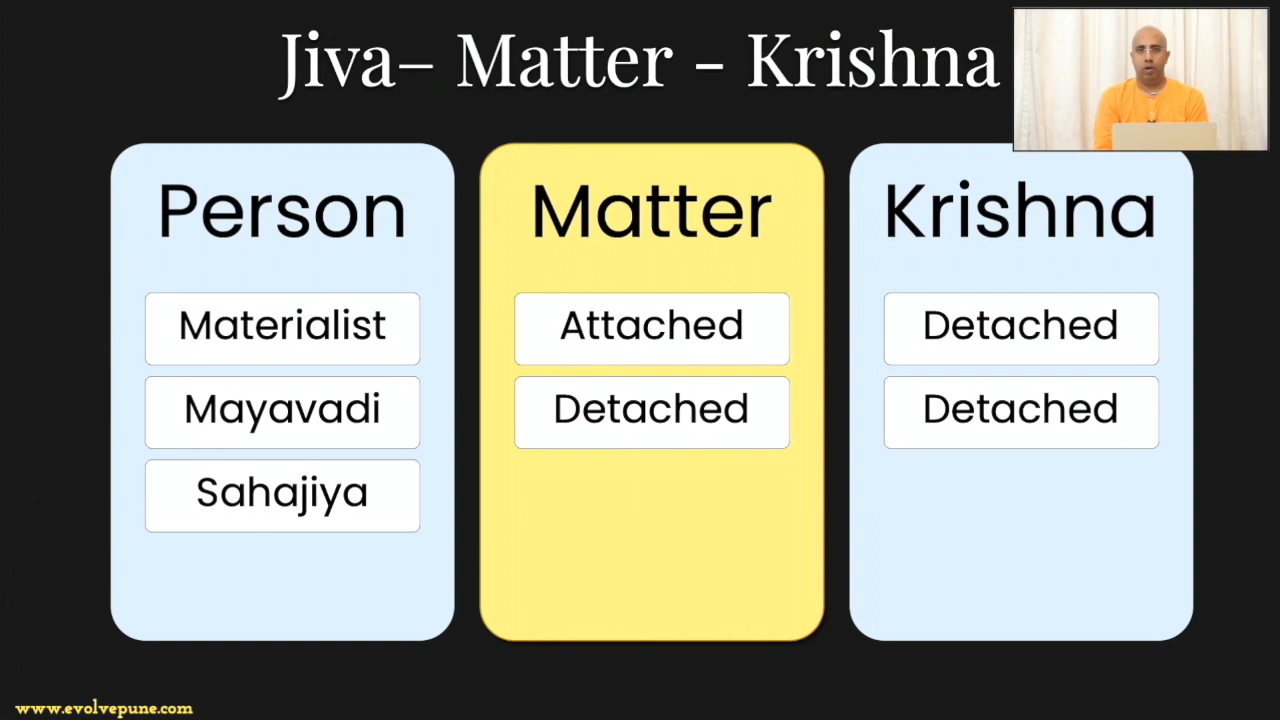 Jiva– Matter - Krishna
Person
Materialist
Mayavadi
Sahajiya
Matter
Attached
Detached
Krishna
Detached
Detached
www.evolvepune.com